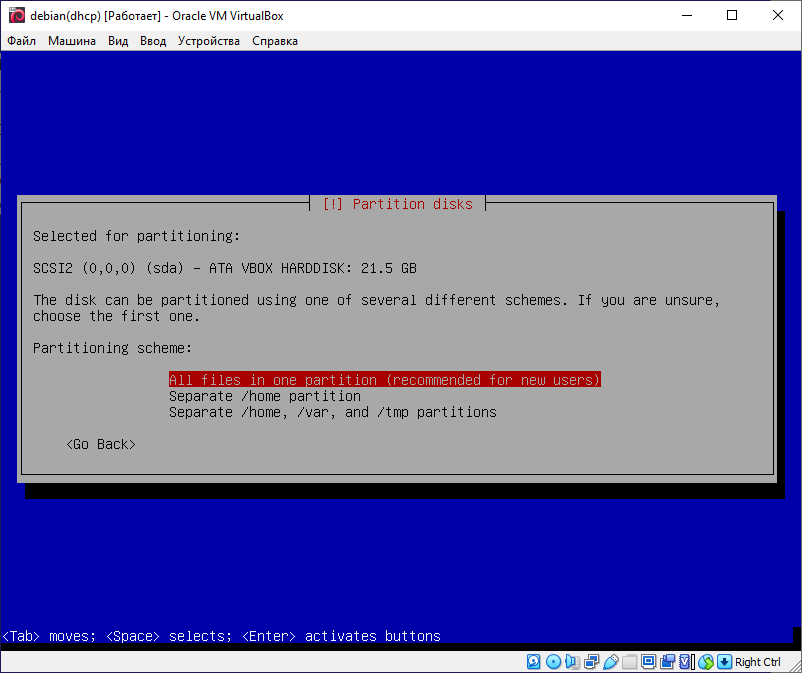 debian(dhcp) [Работает] - Oracle VM VirtualBox
Файл Машина Вид Ввод Устройства Справка
[!] Partition disks
Selected for partitioning:
SCSI2 (0,0,0) (sda) - ATA VBOX HARDDISK: 21.5 GB
The disk can be partitioned using one of several different schemes. If you are unsure,
choose the first one.
Partitioning scheme:
All files in one partition (recommended for new users)
Separate /home partition
Separate /home, /var, and /tmp partitions
<Go Back>
<Tab> moves; <Space> selects; <Enter> activates buttons
Right Ctrl